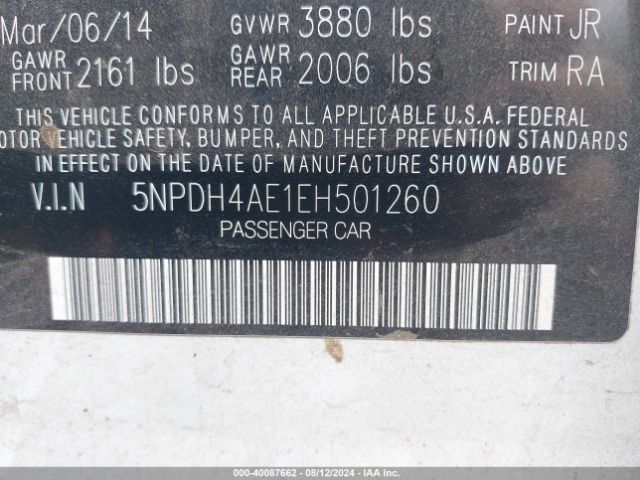 Mar/06/14 GVWR 3880 lbs PAINT JR
GAWR FRONT 2161 lbs GAWR REAR 2006 lbs TRIM RA
THIS VEHICLE CONFORMS TO ALL APPLICABLE U.S.A. FEDERAL
OTOR VEHICLE SAFETY, BUMPER, AND THEFT PREVENTION STANDARDS
IN EFFECT ON THE DATE OF MANUFACTURE SHOWN ABOVE.
V.I.N 5NPDH4AE1EH501260
PASSENGER CAR
000-40087662 - 08/12/2024 - IAAI.com